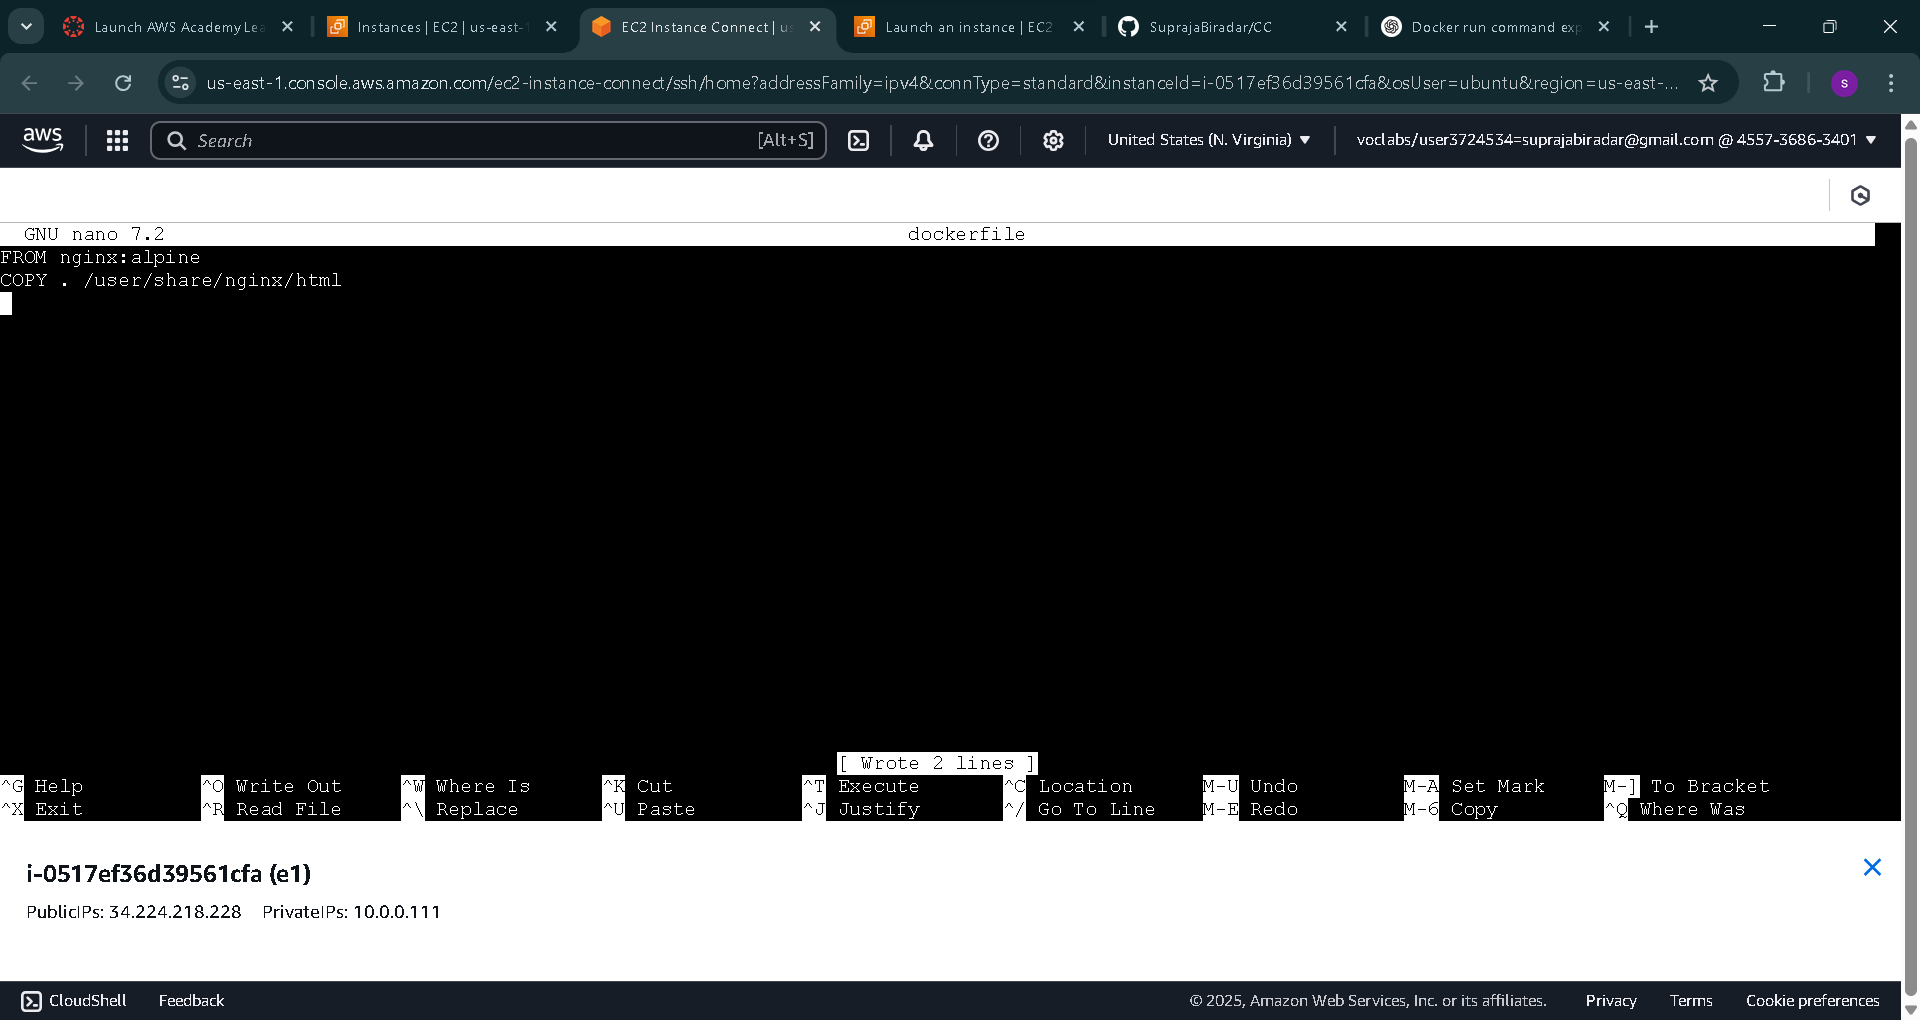 Launch AWS Academy Lea
Instances | EC2 | us-east-1
EC2 Instance Connect | us
Launch an instance | EC2
SuprajaBiradar/CC
Docker run command exp
us-east-1.console.aws.amazon.com/ec2-instance-connect/ssh/home?addressFamily=ipv4&connType=standard&instanceId=i-0517ef36d39561cfa&osUser=ubuntu&region=us-east-...
s
aws
Search
[Alt+S]
United States (N. Virginia)
voclabs/user3724534=suprajabiradar@gmail.com @ 4557-3686-3401
GNU nano 7.2 dockerfile
FROM nginx:alpine
COPY . /user/share/nginx/html
[ Wrote 2 lines ]
^G Help ^O Write Out ^W Where Is ^K Cut ^T Execute ^C Location M-U Undo M-A Set Mark M-] To Bracket
^X Exit ^R Read File ^\ Replace ^U Paste ^J Justify ^/ Go To Line M-E Redo M-6 Copy ^Q Where Was
i-0517ef36d39561cfa (e1)
PublicIPs: 34.224.218.228 PrivateIPs: 10.0.0.111
CloudShell Feedback © 2025, Amazon Web Services, Inc. or its affiliates. Privacy Terms Cookie preferences